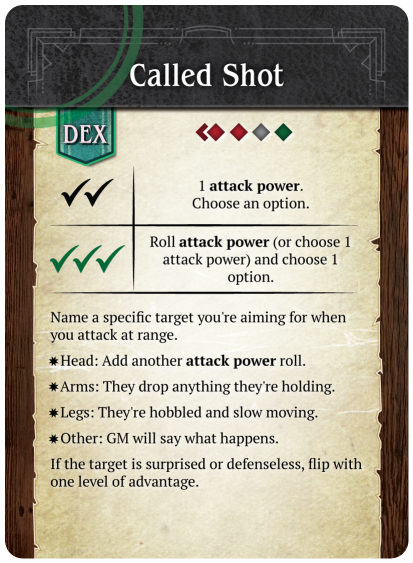 Called Shot
DEX
1 attack power.
Choose an option.
Roll attack power (or choose 1
attack power) and choose 1
option.
Name a specific target you're aiming for when
you attack at range.
Head: Add another attack power roll.
Arms: They drop anything they're holding.
Legs: They're hobbled and slow moving.
Other: GM will say what happens.
If the target is surprised or defenseless, flip with
one level of advantage.